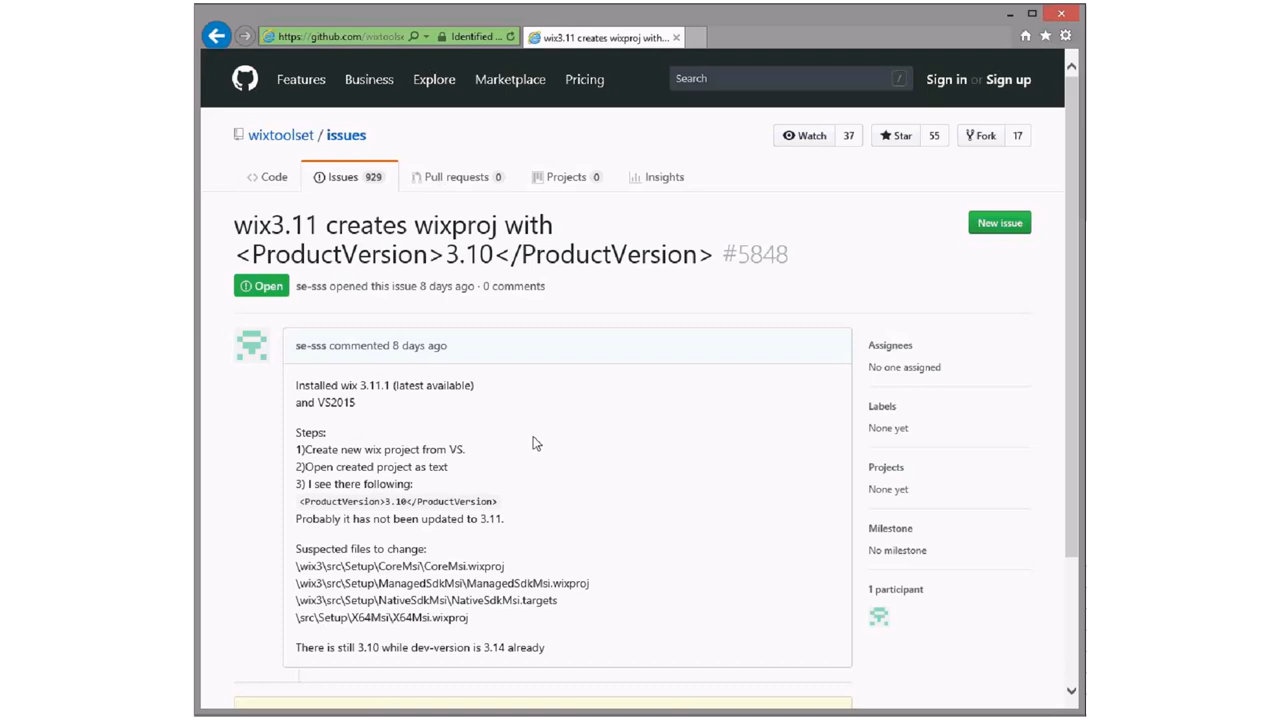 https://github.com/wixtoolse
Identified ...
wix3.11 creates wixproj with...
Features Business Explore Marketplace Pricing
Search /
Sign in or Sign up
wixtoolset / issues
Watch 37 Star 55 Fork 17
Code Issues 929 Pull requests 0 Projects 0 Insights
wix3.11 creates wixproj with
<ProductVersion>3.10</ProductVersion> #5848
New issue
Open se-sss opened this issue 8 days ago · 0 comments
se-sss commented 8 days ago
Installed wix 3.11.1 (latest available)
and VS2015
Steps:
1)Create new wix project from VS.
2)Open created project as text
3) I see there following:
<ProductVersion>3.10</ProductVersion>
Probably it has not been updated to 3.11.
Suspected files to change:
\wix3\src\Setup\CoreMsi\CoreMsi.wixproj
\wix3\src\Setup\ManagedSdkMsi\ManagedSdkMsi.wixproj
\wix3\src\Setup\NativeSdkMsi\NativeSdkMsi.targets
\src\Setup\X64Msi\X64Msi.wixproj
There is still 3.10 while dev-version is 3.14 already
Assignees
No one assigned
Labels
None yet
Projects
None yet
Milestone
No milestone
1 participant